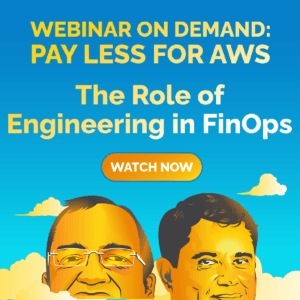 WEBINAR ON DEMAND:
PAY LESS FOR AWS
The Role of
Engineering in FinOps
WATCH NOW